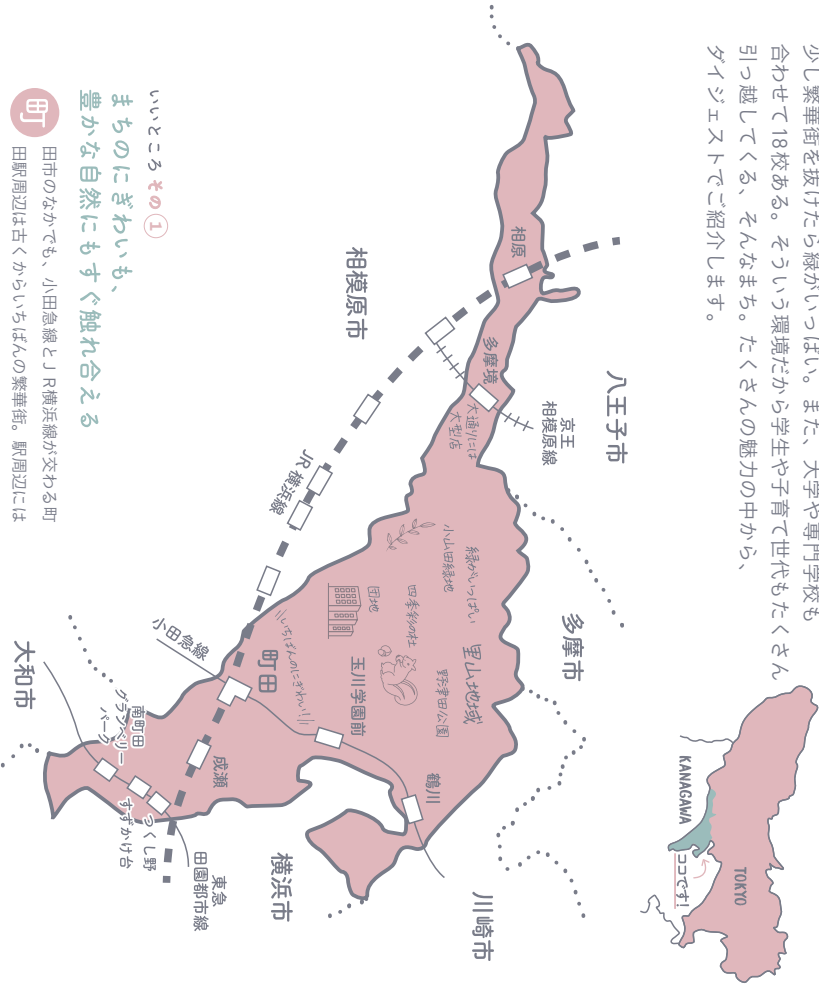 少し繁華街を抜けたら緑がいっぱい。また、大学や専門学校も
合わせて18校ある。そういう環境だから学生や子育て世代もたくさん
引っ越してくる、そんなまち。たくさんの魅力の中から、
ダイジェストでご紹介します。
KANAGAWA
TOKYO
ココです!
八王子市
多摩市
川崎市
京王
相模原線
相原
多摩境
大通りには
大型店
緑がいっぱい
小山田緑地
里山地域
四季彩の杜
野津田公園
団地
鶴川
玉川学園前
いちばんのにぎわい!
町田
相模原市
JR横浜線
小田急線
成瀬
南町田
グランベリー
パーク
つくし野
すずかけ台
東急
田園都市線
横浜市
大和市
いいところ その①
まちのにぎわいも、
豊かな自然にもすぐ触れ合える
町
田市のなかでも、小田急線とJR横浜線が交わる町
田駅周辺は古くからいちばんの繁華街。駅周辺には